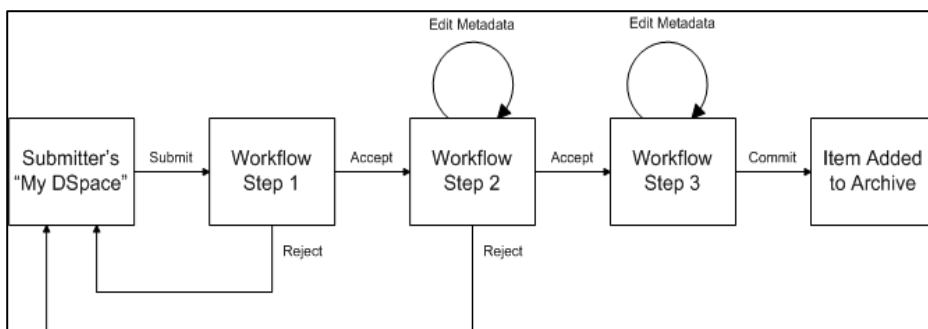 Edit Metadata
Edit Metadata
Submitter's
"My DSpace"
Submit
Workflow
Step 1
Accept
Workflow
Step 2
Accept
Workflow
Step 3
Commit
Item Added
to Archive
Reject
Reject